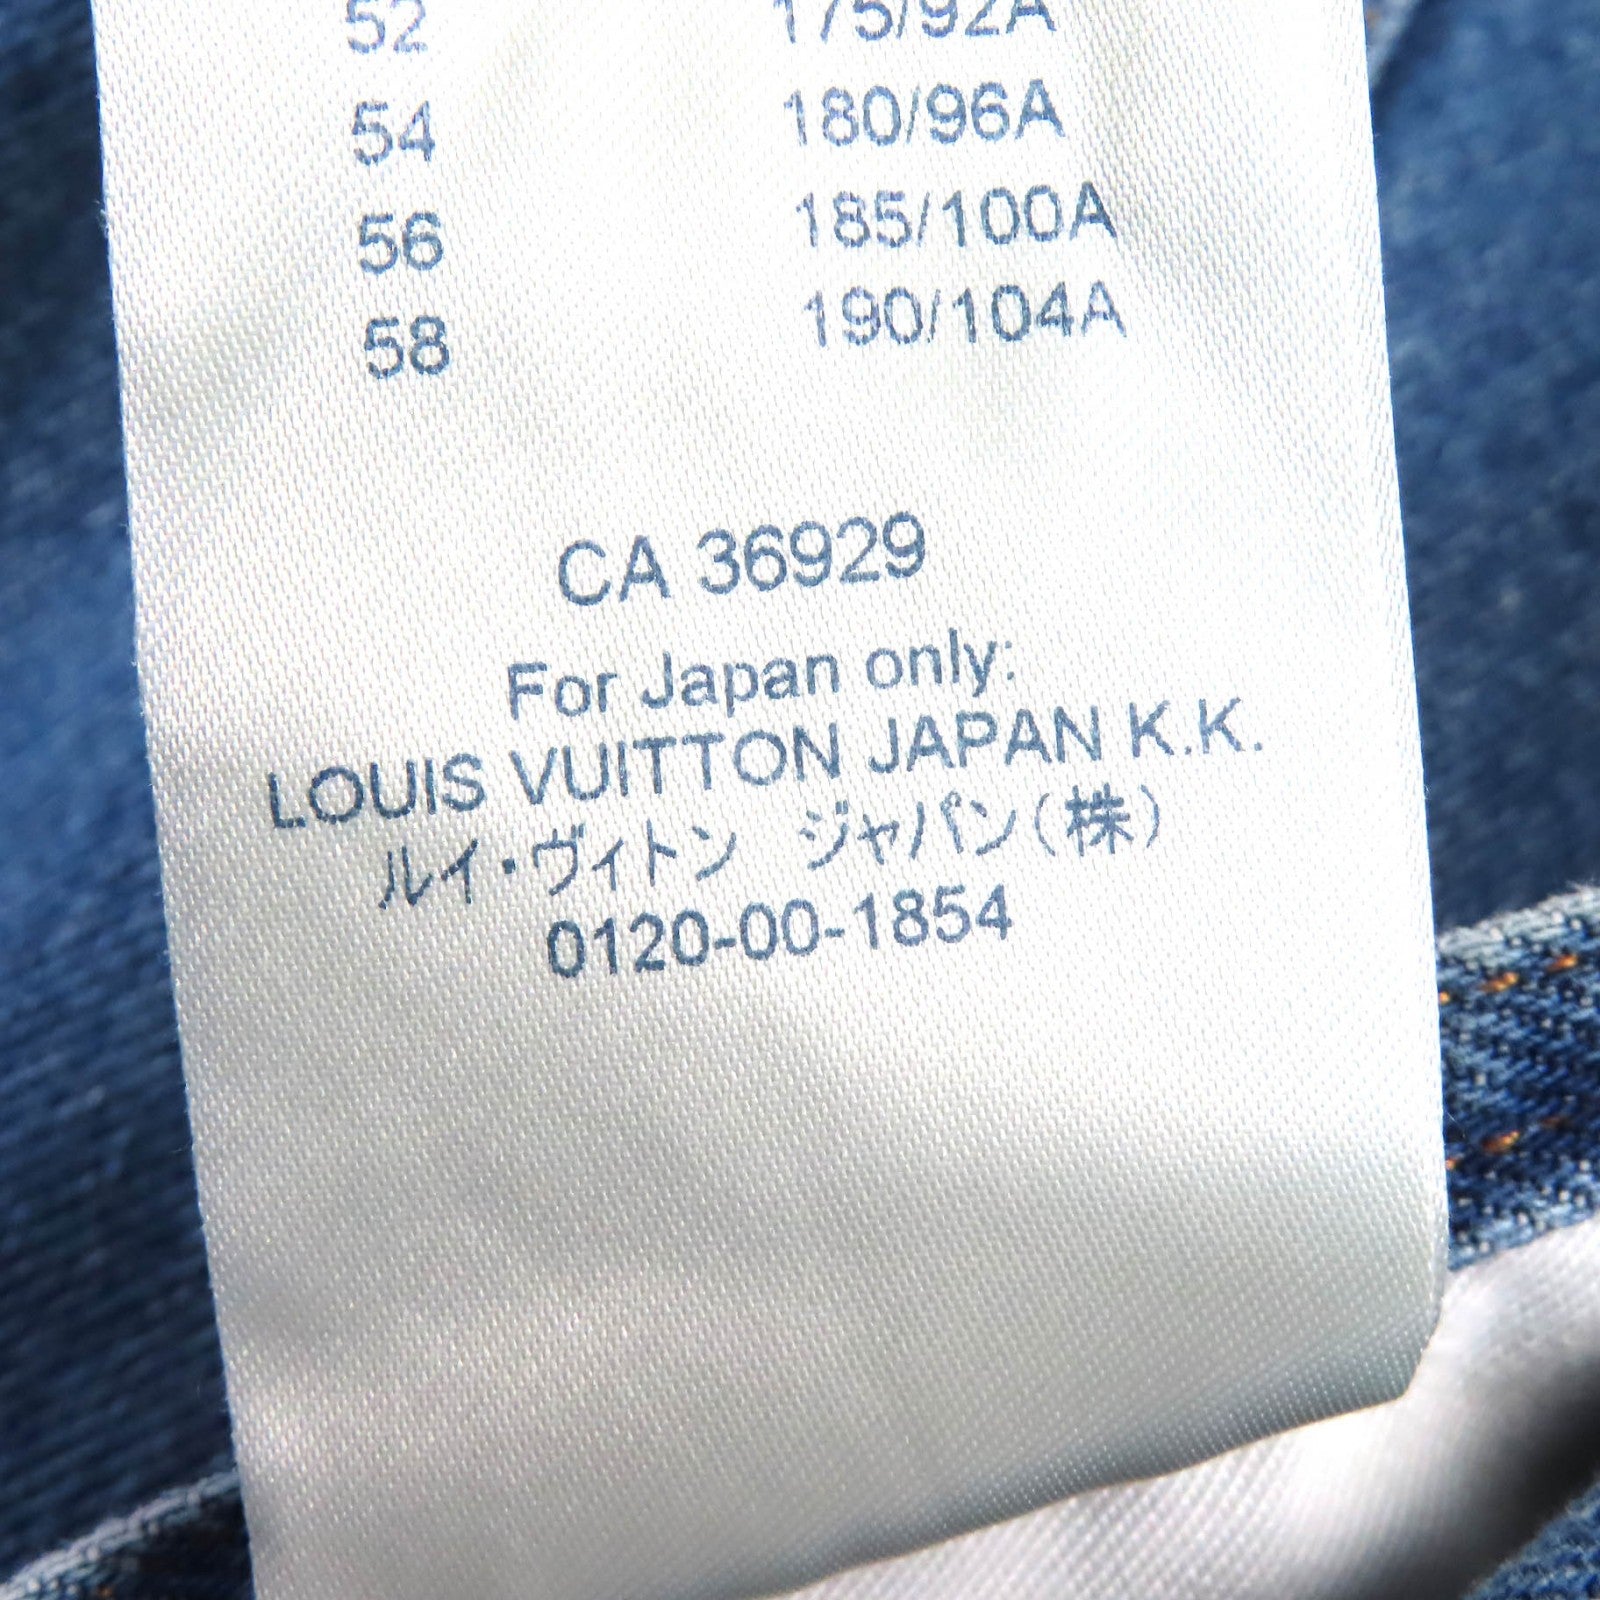 52 175/92A
54 180/96A
56 185/100A
58 190/104A
CA 36929
For Japan only:
LOUIS VUITTON JAPAN K.K.
ルイ・ヴィトン ジャパン(株)
0120-00-1854